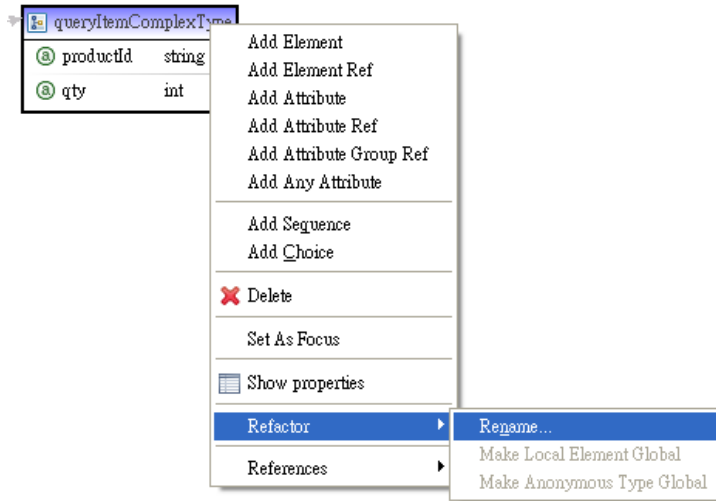 queryItemComplexType
a productId string
a qty int
Add Element
Add Element Ref
Add Attribute
Add Attribute Ref
Add Attribute Group Ref
Add Any Attribute
Add Sequence
Add Choice
Delete
Set As Focus
Show properties
Refactor
Rename...
Make Local Element Global
References
Make Anonymous Type Global